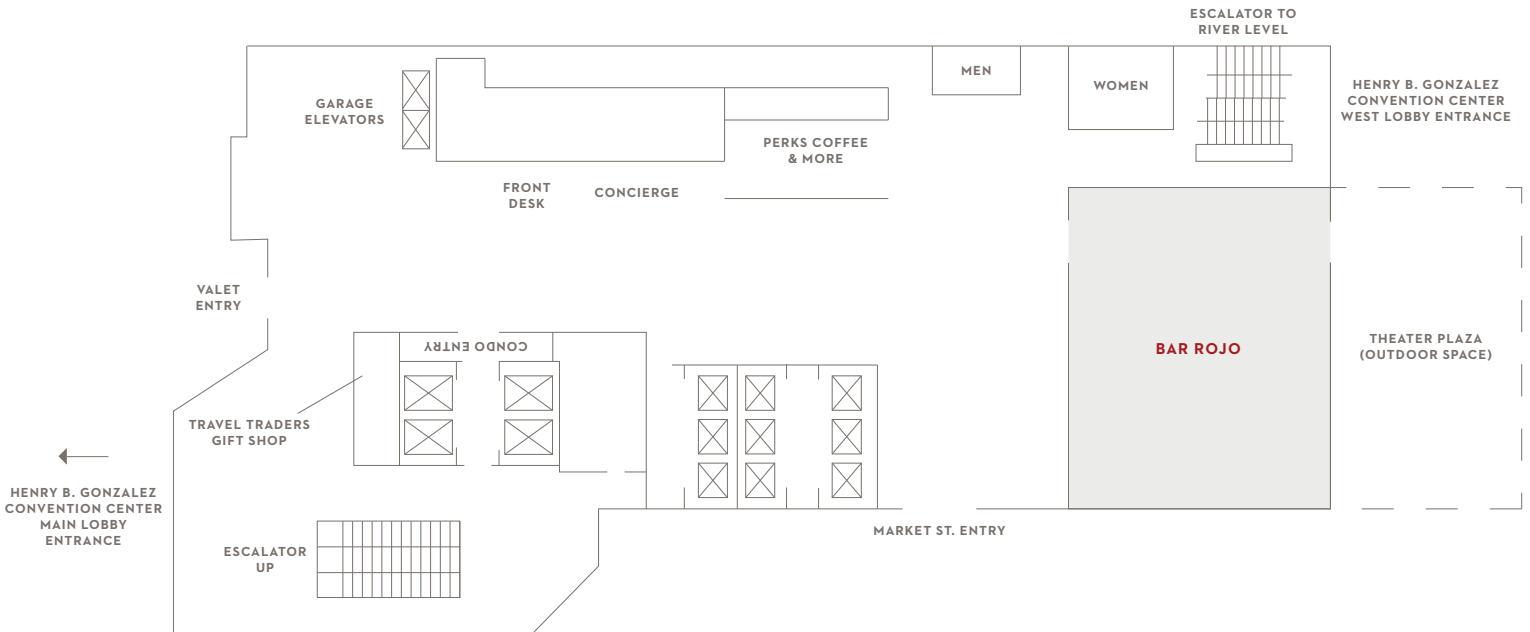 ESCALATOR TO
RIVER LEVEL
MEN
WOMEN
HENRY B. GONZALEZ
CONVENTION CENTER
WEST LOBBY ENTRANCE
GARAGE
ELEVATORS
PERKS COFFEE
& MORE
FRONT
DESK
CONCIERGE
VALET
ENTRY
CONDO ENTRY
BAR ROJO
THEATER PLAZA
(OUTDOOR SPACE)
TRAVEL TRADERS
GIFT SHOP
HENRY B. GONZALEZ
CONVENTION CENTER
MAIN LOBBY
ENTRANCE
MARKET ST. ENTRY
ESCALATOR
UP